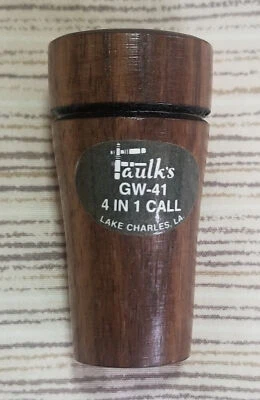 Faulk's
GW-41
4 IN 1 CALL
LAKE CHARLES, LA.